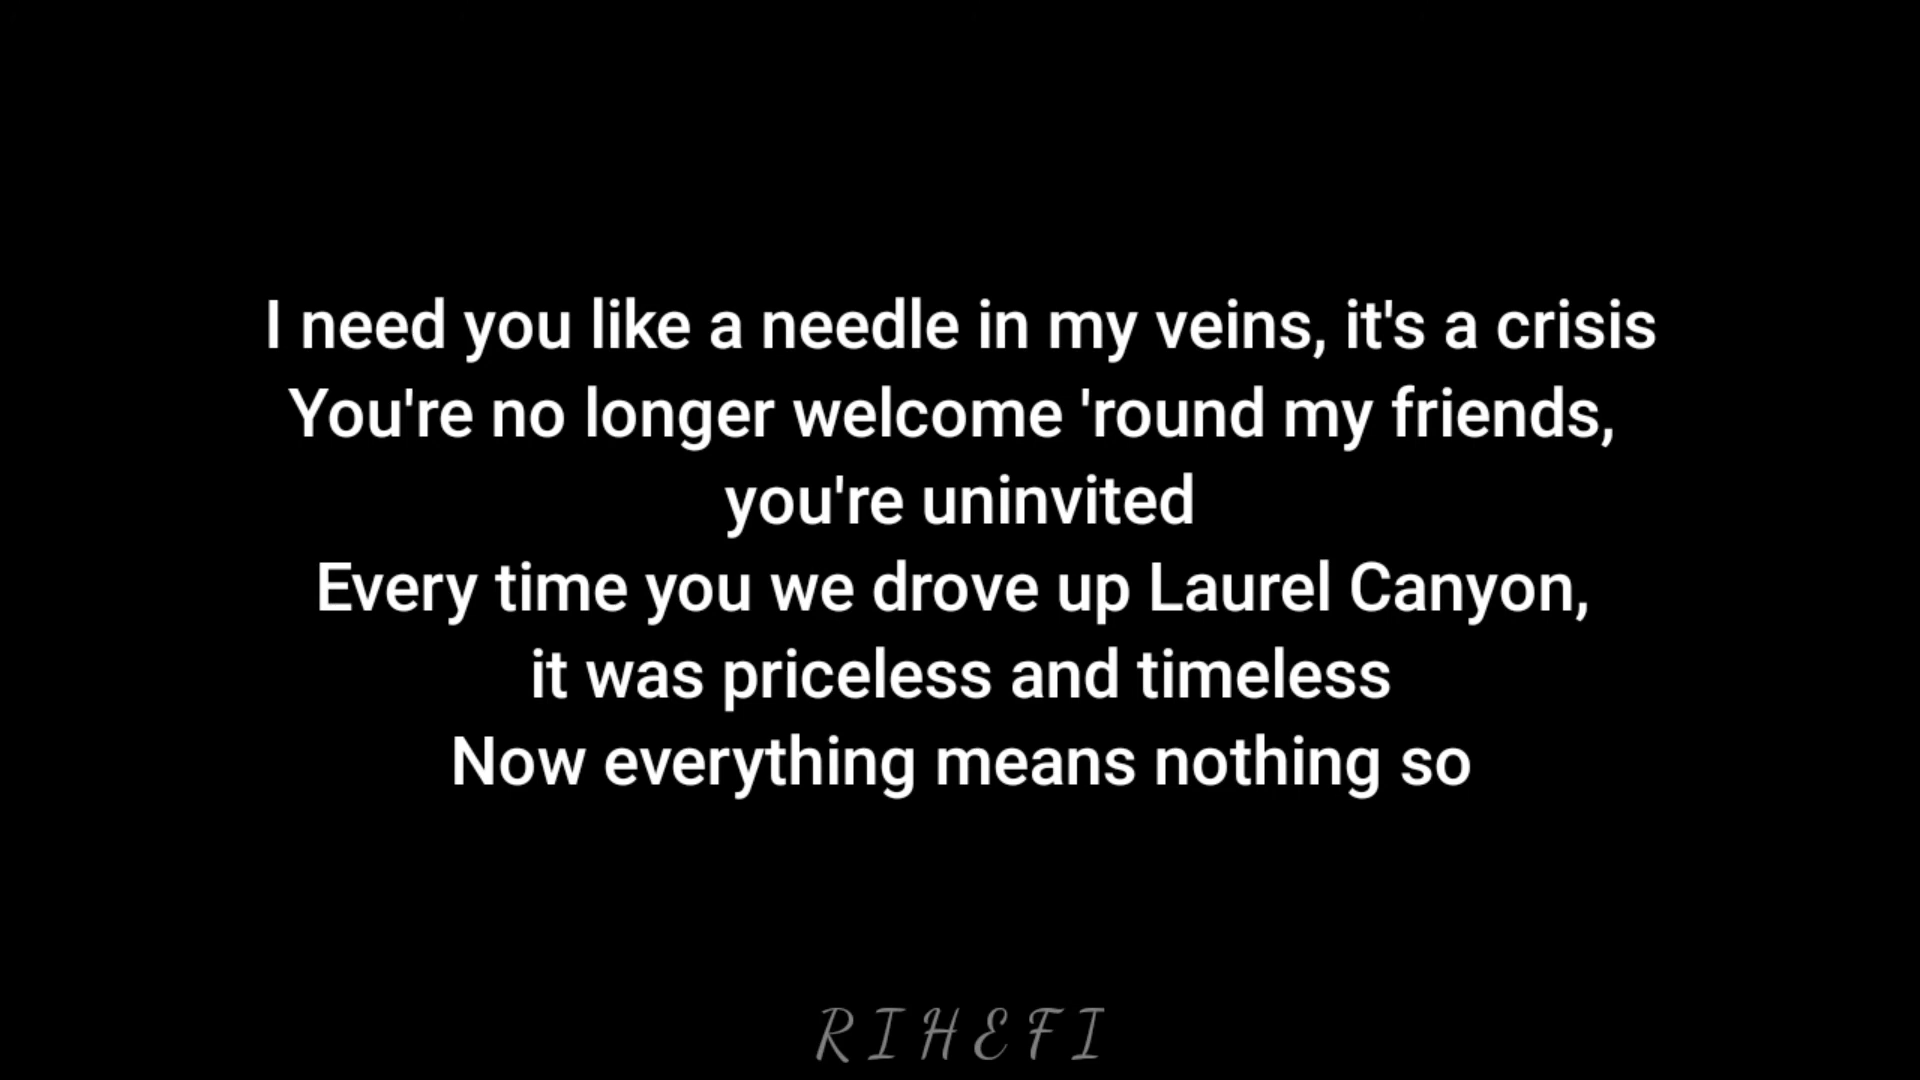 I need you like a needle in my veins, it's a crisis
You're no longer welcome 'round my friends,
you're uninvited
Every time you we drove up Laurel Canyon,
it was priceless and timeless
Now everything means nothing so
RIHEFI